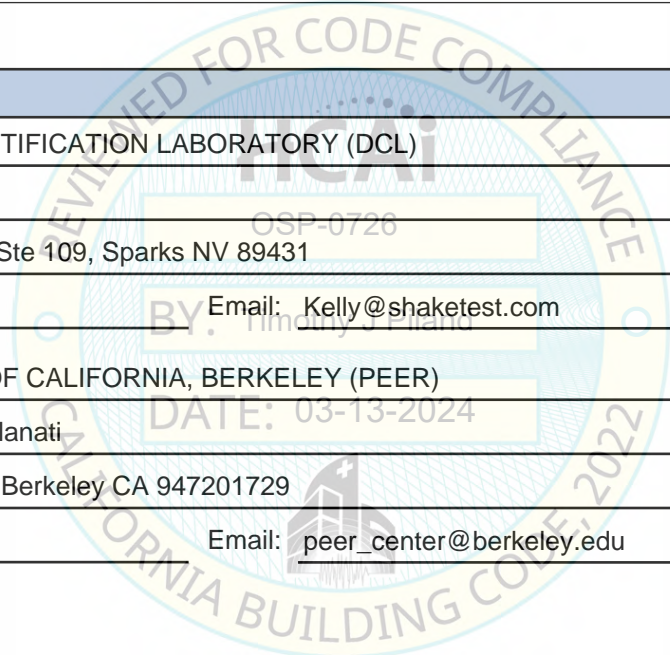 REVIEWED FOR CODE COMPLIANCE
HCAi
TIFICATION LABORATORY (DCL)
OSP-0726
Ste 109, Sparks NV 89431
BY: Timothy J Piland
Email: Kelly@shaketest.com
OF CALIFORNIA, BERKELEY (PEER)
DATE: 03-13-2024
lanati
Berkeley CA 947201729
Email: peer_center@berkeley.edu
CALIFORNIA BUILDING CODE, 2022